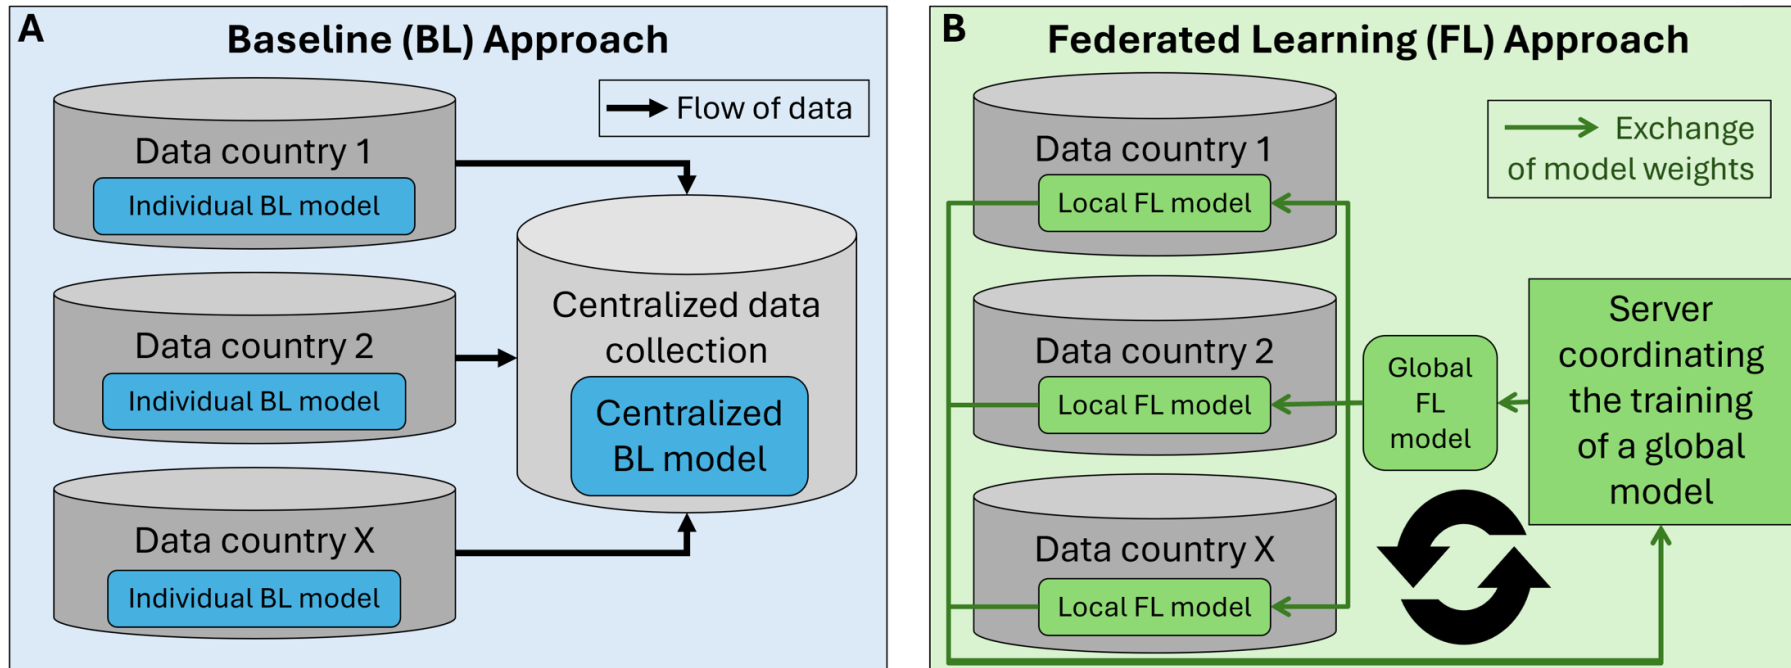 A
Baseline (BL) Approach
Flow of data
Data country 1
Individual BL model
Data country 2
Individual BL model
Data country X
Individual BL model
Centralized data
collection
Centralized
BL model
B
Federated Learning (FL) Approach
Exchange
of model weights
Data country 1
Local FL model
Data country 2
Local FL model
Data country X
Local FL model
Global
FL
model
Server
coordinating
the training
of a global
model